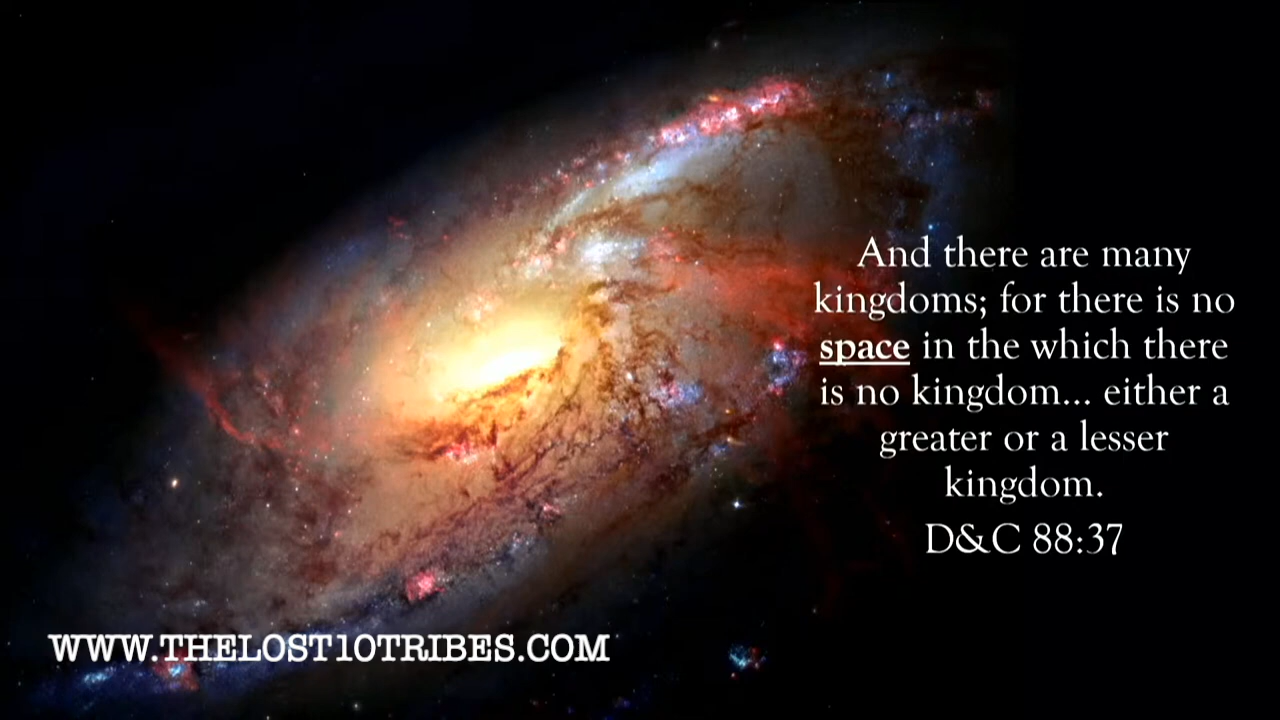 And there are many
kingdoms; for there is no
space in the which there
is no kingdom... either a
greater or a lesser
kingdom.
D&C 88:37
WWW.THELOST10TRIBES.COM